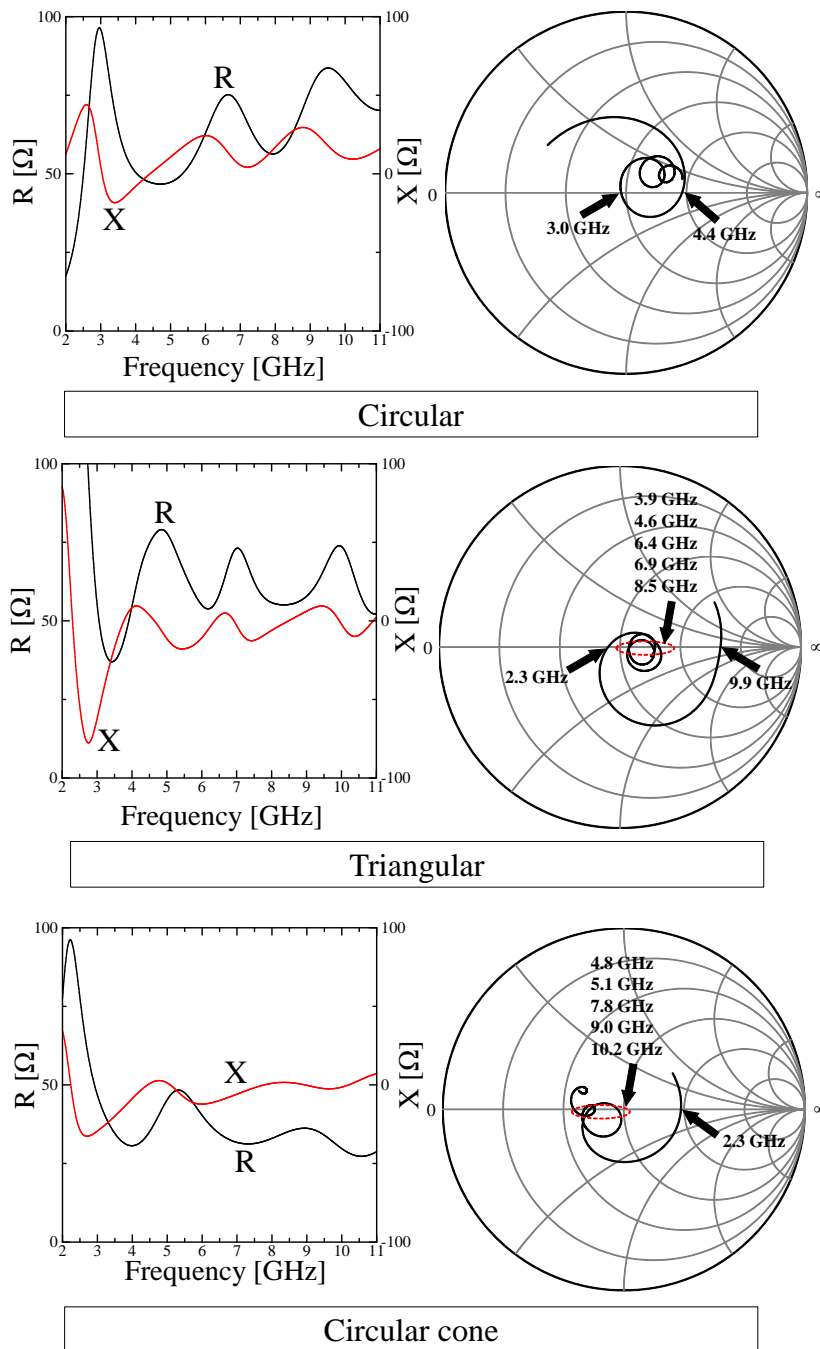 100
100
R
R [Ω]
50
X [Ω]
0
X
0
-100
2 3 4 5 6 7 8 9 10 11
Frequency [GHz]
0
∞
3.0 GHz
4.4 GHz
Circular
100
100
R
R [Ω]
50
X [Ω]
0
X
0
-100
2 3 4 5 6 7 8 9 10 11
Frequency [GHz]
3.9 GHz
4.6 GHz
6.4 GHz
6.9 GHz
8.5 GHz
0
∞
2.3 GHz
9.9 GHz
Triangular
100
100
X
R [Ω]
50
X [Ω]
0
R
0
-100
2 3 4 5 6 7 8 9 10 11
Frequency [GHz]
4.8 GHz
5.1 GHz
7.8 GHz
9.0 GHz
10.2 GHz
0
∞
2.3 GHz
Circular cone